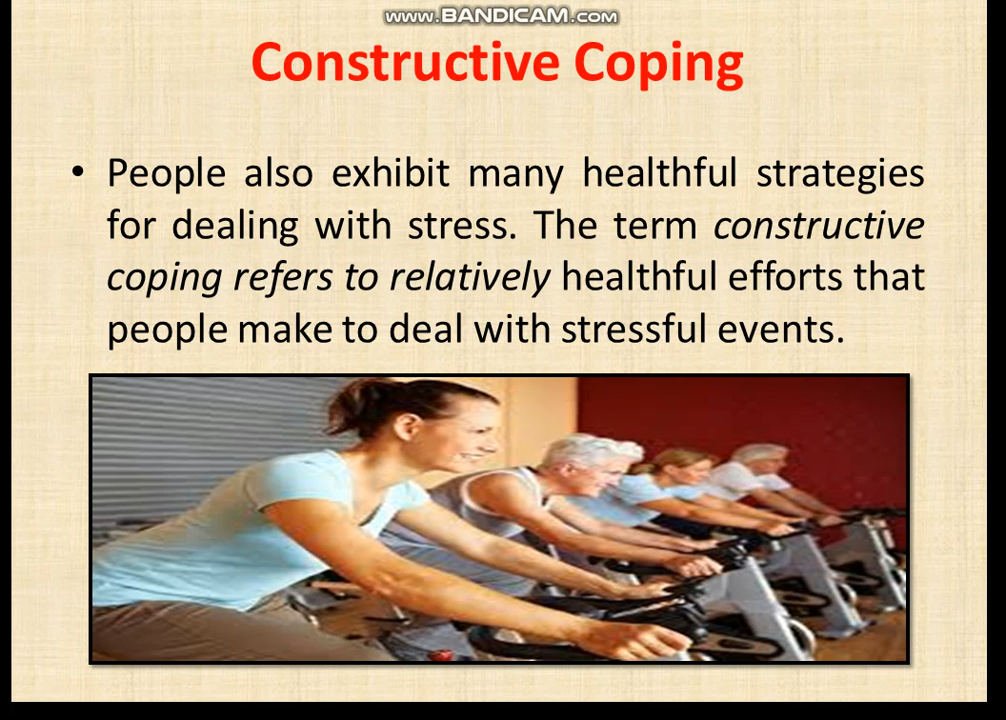 www.BANDICAM.com
Constructive Coping
• People also exhibit many healthful strategies
for dealing with stress. The term constructive
coping refers to relatively healthful efforts that
people make to deal with stressful events.